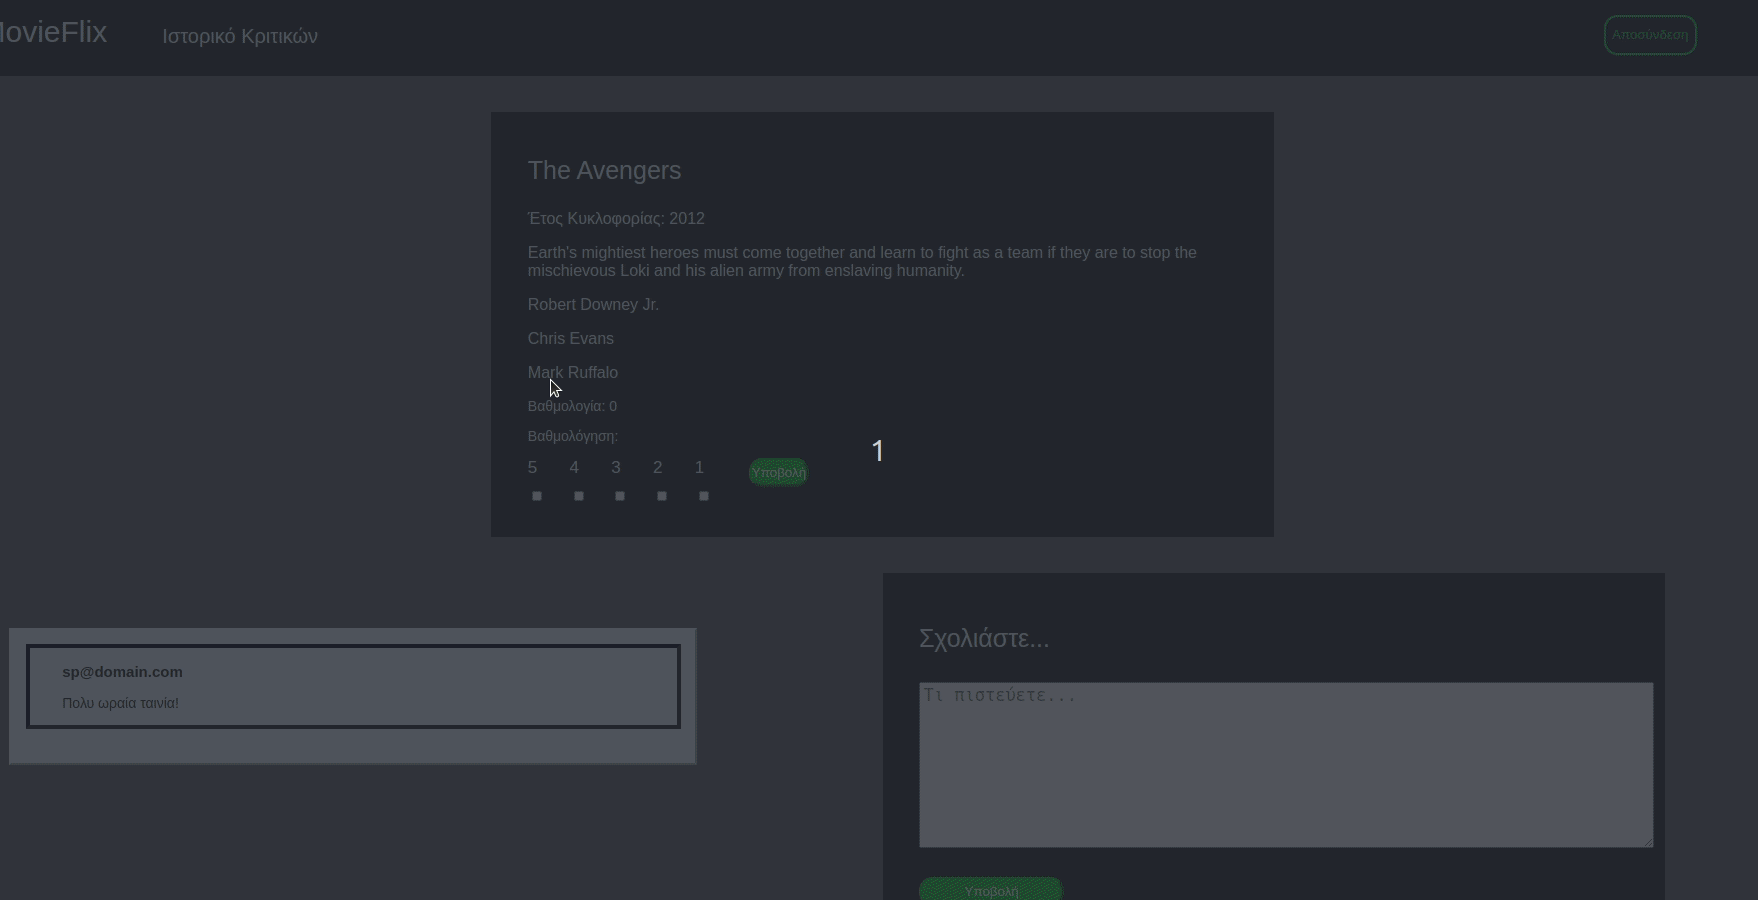 MovieFlix
Ιστορικό Κριτικών
Αποσύνδεση
The Avengers
Έτος Κυκλοφορίας: 2012
Earth's mightiest heroes must come together and learn to fight as a team if they are to stop the
mischievous Loki and his alien army from enslaving humanity.
Robert Downey Jr.
Chris Evans
Mark Ruffalo
Βαθμολογία: 0
Βαθμολόγηση:
5 4 3 2 1
Υποβολή
1
sp@domain.com
Πολυ ωραία ταινία!
Σχολιάστε...
Τι πιστεύετε...
Υποβολή